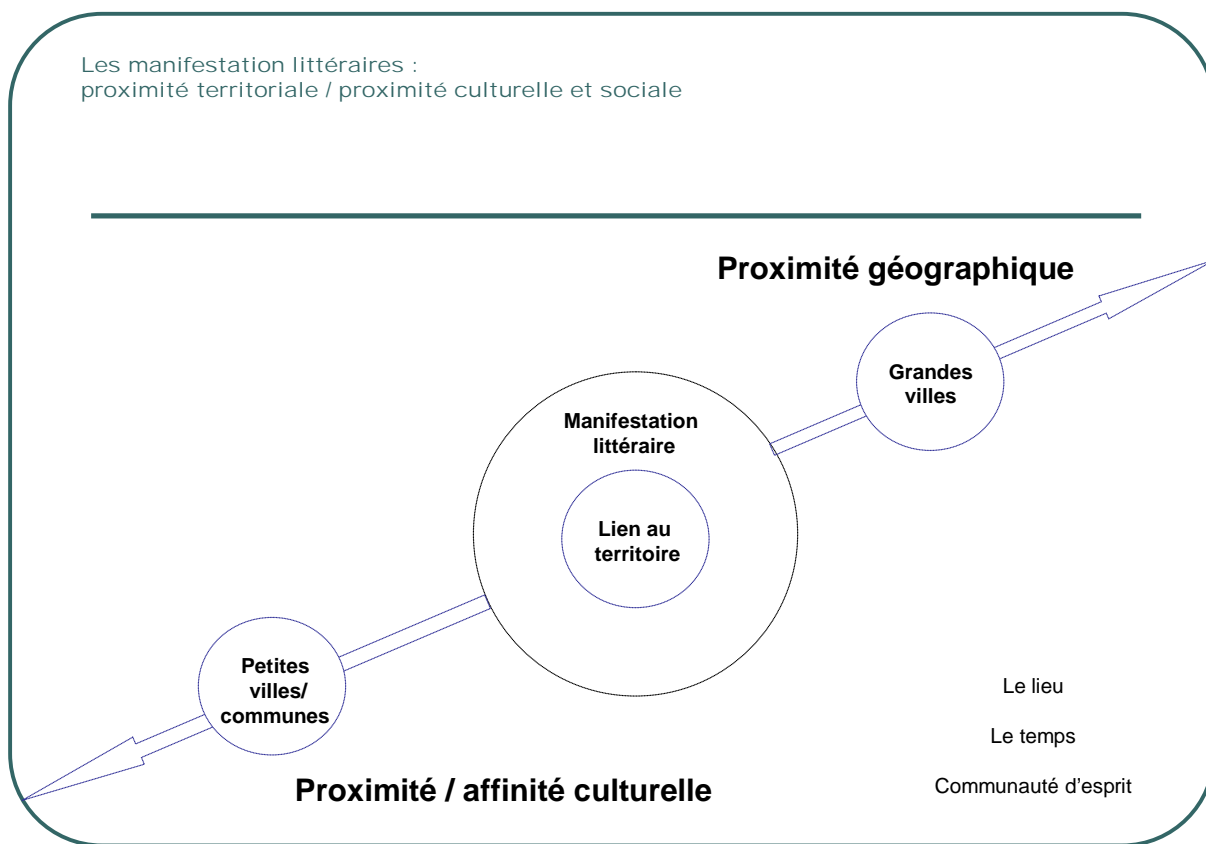 Les manifestation littéraires :
proximité territoriale / proximité culturelle et sociale
Proximité géographique
Grandes
villes
Manifestation
littéraire
Lien au
territoire
Petites
villes/
communes
Le lieu
Le temps
Communauté d'esprit
Proximité / affinité culturelle